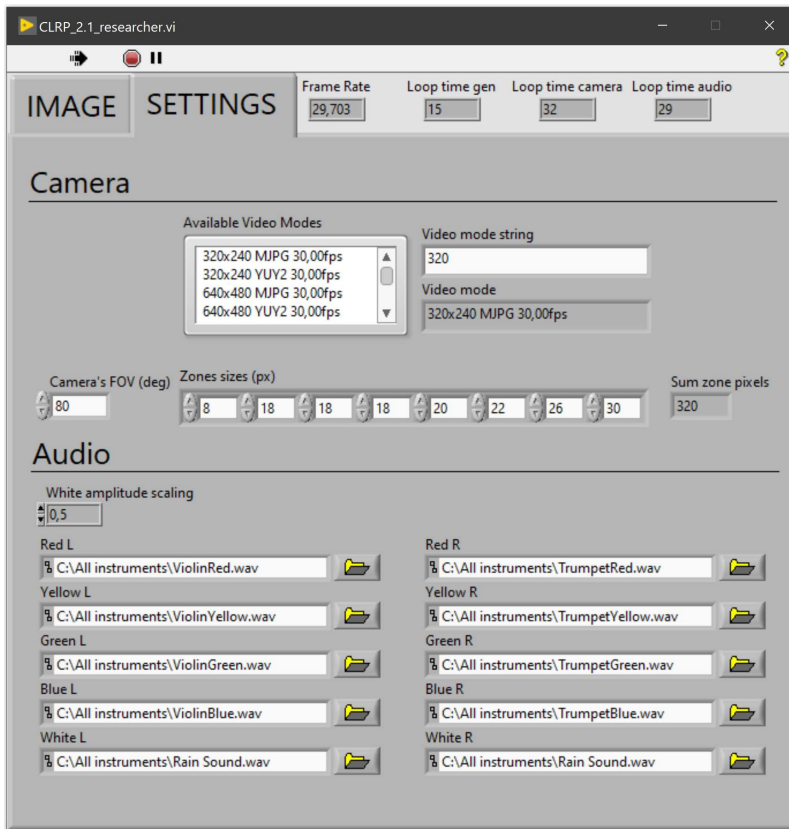 CLRP_2.1_researcher.vi
IMAGE SETTINGS
Frame Rate Loop time gen Loop time camera Loop time audio
29,703 15 32 29
Camera
Available Video Modes
320x240 MJPG 30,00fps
320x240 YUY2 30,00fps
640x480 MJPG 30,00fps
640x480 YUY2 30,00fps
Video mode string
320
Video mode
320x240 MJPG 30,00fps
Camera's FOV (deg)
80
Zones sizes (px)
8 18 18 18 20 22 26 30
Sum zone pixels
320
Audio
White amplitude scaling
0,5
Red L
C:\All instruments\ViolinRed.wav
Yellow L
C:\All instruments\ViolinYellow.wav
Green L
C:\All instruments\ViolinGreen.wav
Blue L
C:\All instruments\ViolinBlue.wav
White L
C:\All instruments\Rain Sound.wav
Red R
C:\All instruments\TrumpetRed.wav
Yellow R
C:\All instruments\TrumpetYellow.wav
Green R
C:\All instruments\TrumpetGreen.wav
Blue R
C:\All instruments\TrumpetBlue.wav
White R
C:\All instruments\Rain Sound.wav